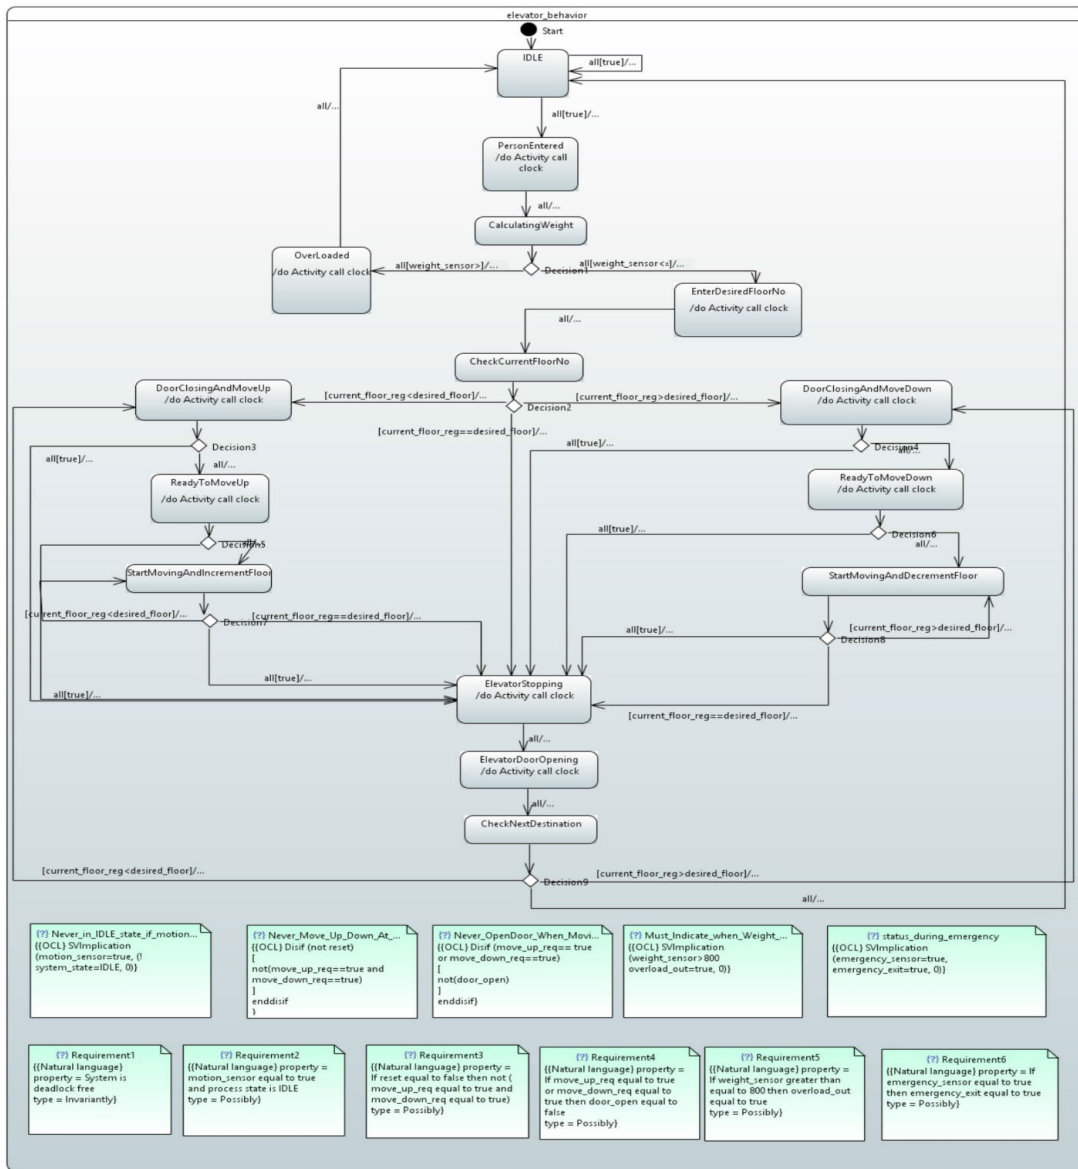 elevator_behavior
Start
IDLE
all[true]/...
all/...
all[true]/...
PersonEntered
/do Activity call
clock
all/...
CalculatingWeight
OverLoaded
/do Activity call clock
all[weight_sensor>]/...
Decision1
all[weight_sensor<=]/...
EnterDesiredFloorNo
/do Activity call clock
all/...
CheckCurrentFloorNo
DoorClosingAndMoveUp
/do Activity call clock
[current_floor_reg<desired_floor]/...
Decision2
[current_floor_reg>desired_floor]/...
DoorClosingAndMoveDown
/do Activity call clock
[current_floor_reg==desired_floor]/...
Decision3
all[true]/...
all/...
all[true]/...
Decision4
all/...
ReadyToMoveUp
/do Activity call clock
ReadyToMoveDown
/do Activity call clock
Decision5
all/...
all[true]/...
Decision6
all/...
StartMovingAndIncrementFloor
StartMovingAndDecrementFloor
[current_floor_reg<desired_floor]/...
Decision7
[current_floor_reg==desired_floor]/...
all[true]/...
Decision8
[current_floor_reg>desired_floor]/...
all[true]/...
all[true]/...
ElevatorStopping
/do Activity call clock
[current_floor_reg==desired_floor]/...
all/...
ElevatorDoorOpening
/do Activity call clock
all/...
CheckNextDestination
[current_floor_reg<desired_floor]/...
Decision9
[current_floor_reg>desired_floor]/...
all/...
{?} Never_in_IDLE_state_if_motion...
{{OCL} SVImplication
(motion_sensor=true, (!
system_state=IDLE, 0)}
{?} Never_Move_Up_Down_At_...
{{OCL} Disif (not reset)
[
not(move_up_req==true and
move_down_req==true)
]
enddisif
}
{?} Never_OpenDoor_When_Movi...
{{OCL} Disif (move_up_req== true
or move_down_req==true)
[
not(door_open)
]
enddisif}
{?} Must_Indicate_when_Weight_...
{{OCL} SVImplication
(weight_sensor>800
overload_out=true, 0)}
{?} status_during_emergency
{{OCL} SVImplication
(emergency_sensor=true,
emergency_exit=true, 0)}
{?} Requirement1
{{Natural language}
property = System is
deadlock free
type = Invariantly}
{?} Requirement2
{{Natural language} property =
motion_sensor equal to true
and process state is IDLE
type = Possibly}
{?} Requirement3
{{Natural language} property =
If reset equal to false then not (
move_up_req equal to true and
move_down_req equal to true)
type = Possibly}
{?} Requirement4
{{Natural language} property =
If move_up_req equal to true
or move_down_req equal to
true then door_open equal to
false
type = Possibly}
{?} Requirement5
{{Natural language} property =
If weight_sensor greater than
equal to 800 then overload_out
equal to true
type = Possibly}
{?} Requirement6
{{Natural language} property = If
emergency_sensor equal to true
then emergency_exit equal to true
type = Possibly}